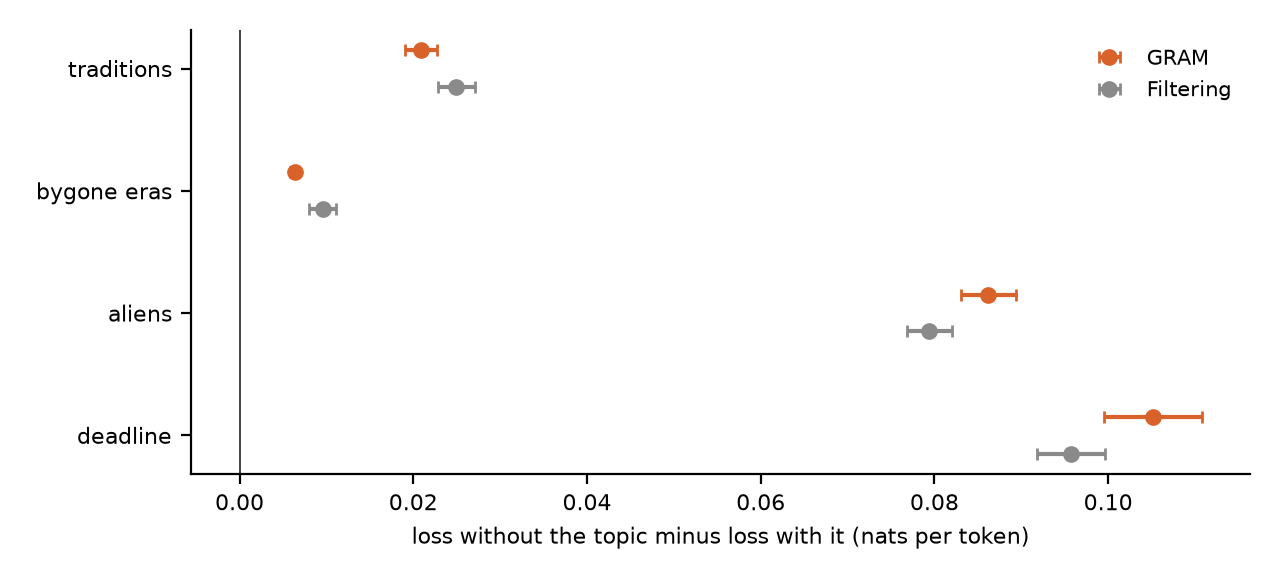 traditions
bygone eras
aliens
deadline
GRAM
Filtering
0.00 0.02 0.04 0.06 0.08 0.10
loss without the topic minus loss with it (nats per token)